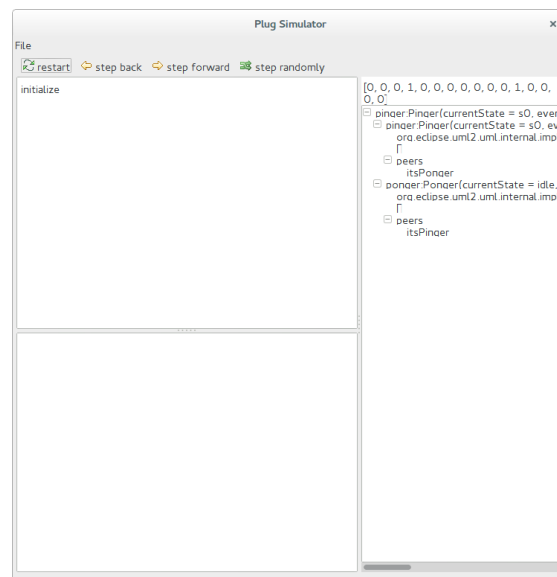 Plug Simulator ×
File
restart step back step forward step randomly
initialize
[0, 0, 0, 1, 0, 0, 0, 0, 0, 0, 0, 1, 0, 0,
0, 0]
pinger:Pinger(currentState = s0, ever
pinger:Pinger(currentState = s0, ev
org.eclipse.uml2.uml.internal.imp
[
peers
itsPonger
ponger:Ponger(currentState = idle,
org.eclipse.uml2.uml.internal.imp
[
peers
itsPinger